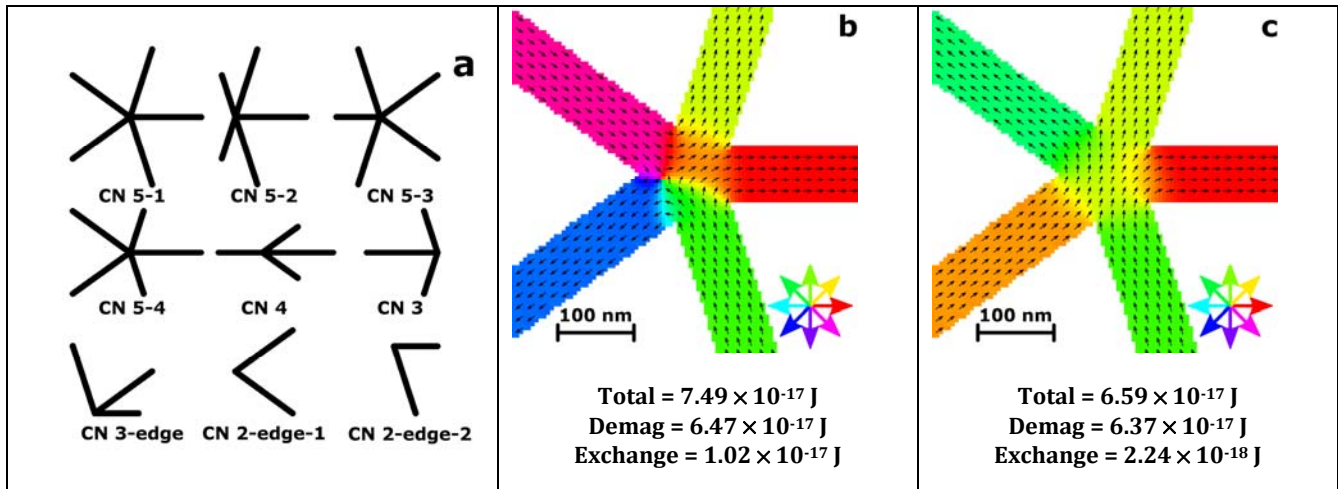 a
CN 5-1 CN 5-2 CN 5-3
CN 5-4 CN 4 CN 3
CN 3-edge CN 2-edge-1 CN 2-edge-2
b
100 nm
Total = 7.49 × 10⁻¹⁷ J
Demag = 6.47 × 10⁻¹⁷ J
Exchange = 1.02 × 10⁻¹⁷ J
c
100 nm
Total = 6.59 × 10⁻¹⁷ J
Demag = 6.37 × 10⁻¹⁷ J
Exchange = 2.24 × 10⁻¹⁸ J